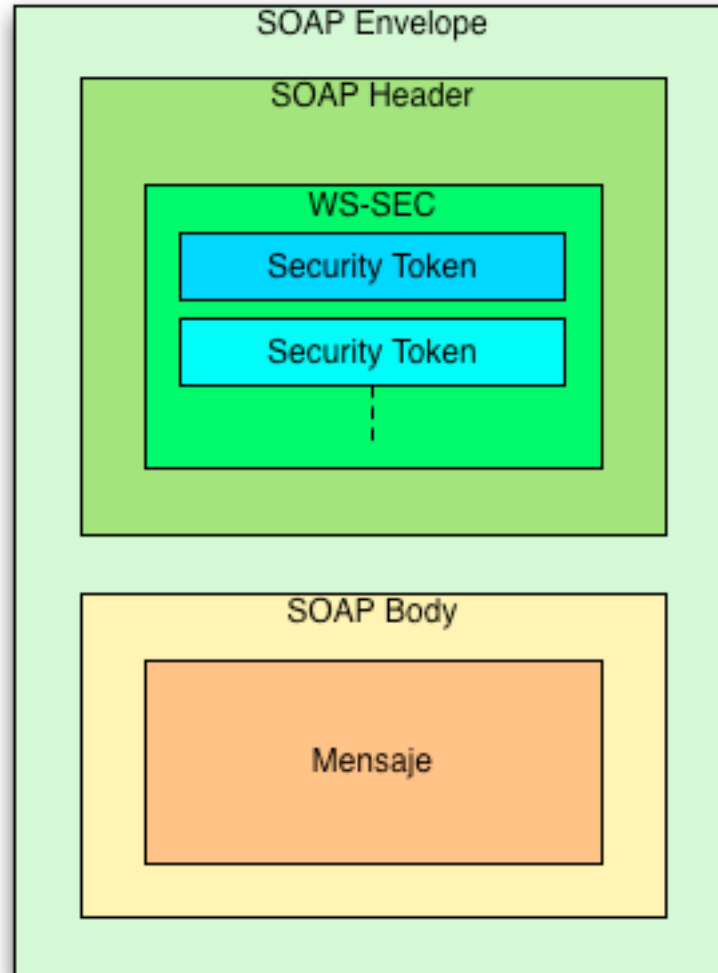 SOAP Envelope
SOAP Header
WS-SEC
Security Token
Security Token
SOAP Body
Mensaje